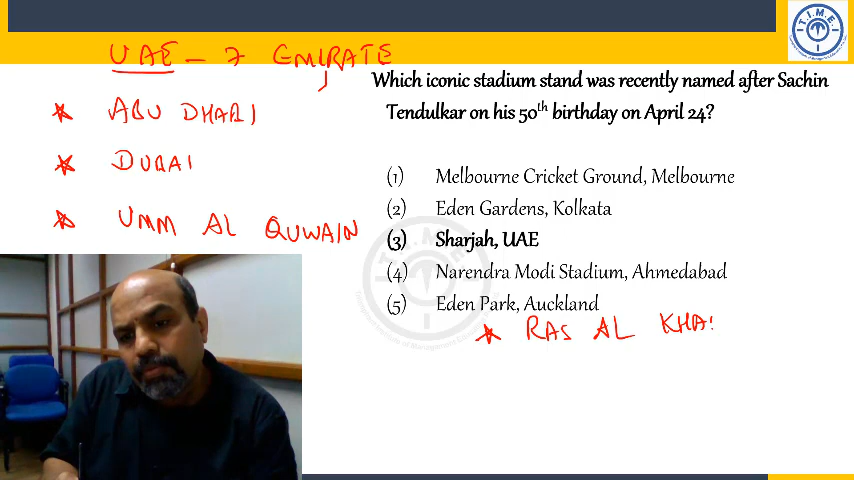 UAE - 7 EMIRATE
ABU DHABI
DUBAI
UMM AL QUWAIN
T.I.M.E.
Which iconic stadium stand was recently named after Sachin
Tendulkar on his 50th birthday on April 24?
(1) Melbourne Cricket Ground, Melbourne
(2) Eden Gardens, Kolkata
(3) Sharjah, UAE
(4) Narendra Modi Stadium, Ahmedabad
(5) Eden Park, Auckland
RAS AL KHA